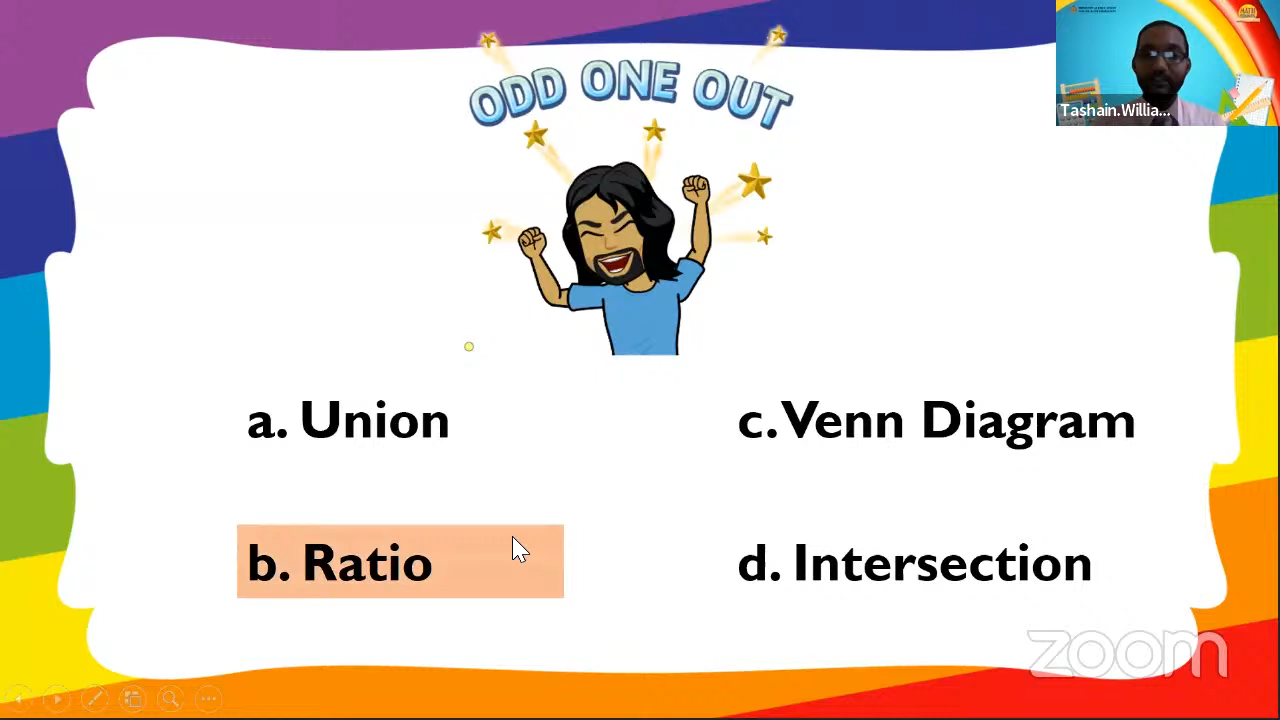 ODD ONE OUT
Tashain.Willia...
a. Union
c. Venn Diagram
b. Ratio
d. Intersection
zoom